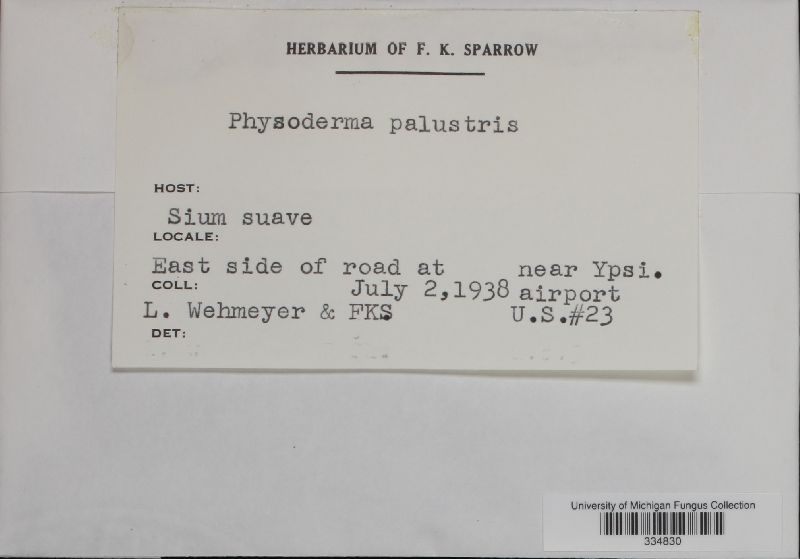 HERBARIUM OF F. K. SPARROW
Physoderma palustris
HOST:
Sium suave
LOCALE:
East side of road at near Ypsi.
COLL: July 2,1938 airport
L. Wehmeyer & FKS U.S.#23
DET:
University of Michigan Fungus Collection
334830